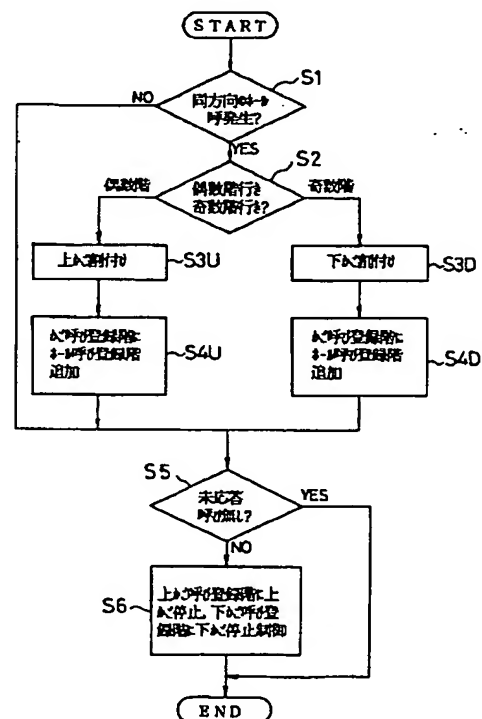 START
S1
同方向のホール
呼発生?
NO
YES
S2
偶数階
偶数階行き
奇数階行き?
奇数階
上かご割付け
S3U
下かご割付け
S3D
かご呼び登録階に
ホール呼び登録階
追加
S4U
かご呼び登録階に
ホール呼び登録階
追加
S4D
S5
未応答
呼び無し?
YES
NO
S6
上かご呼び登録階に上
かご停止、下かご呼び登
録階に下かご停止制御
END